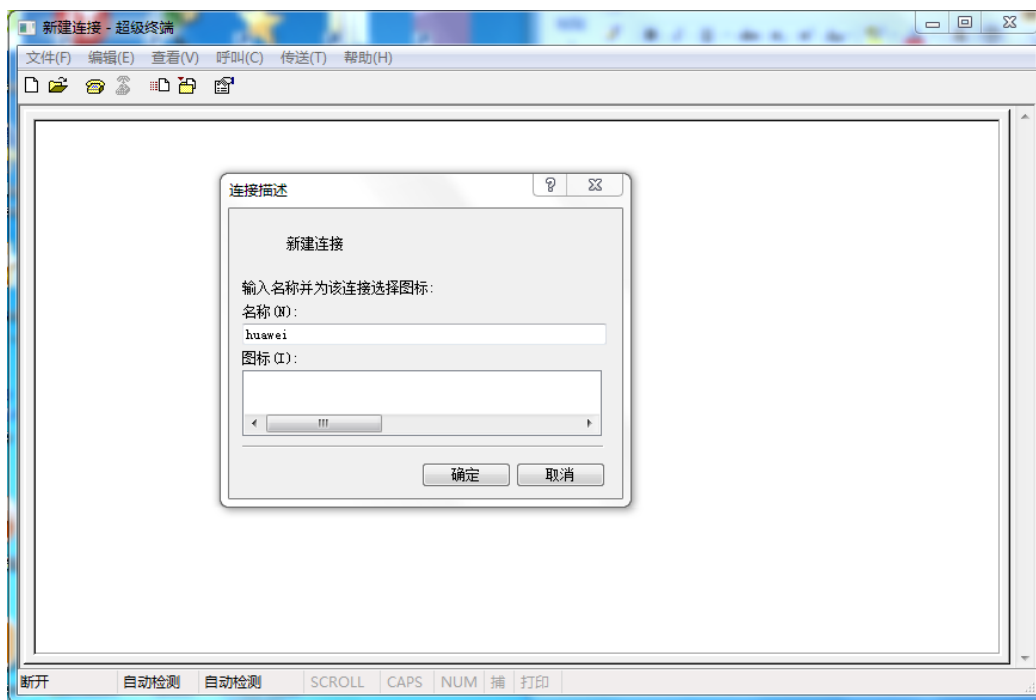 新建连接 - 超级终端
文件(F) 编辑(E) 查看(V) 呼叫(C) 传送(T) 帮助(H)
连接描述
新建连接
输入名称并为该连接选择图标:
名称(N):
huawei
图标(I):
确定 取消
断开 自动检测 自动检测 SCROLL CAPS NUM 捕 打印